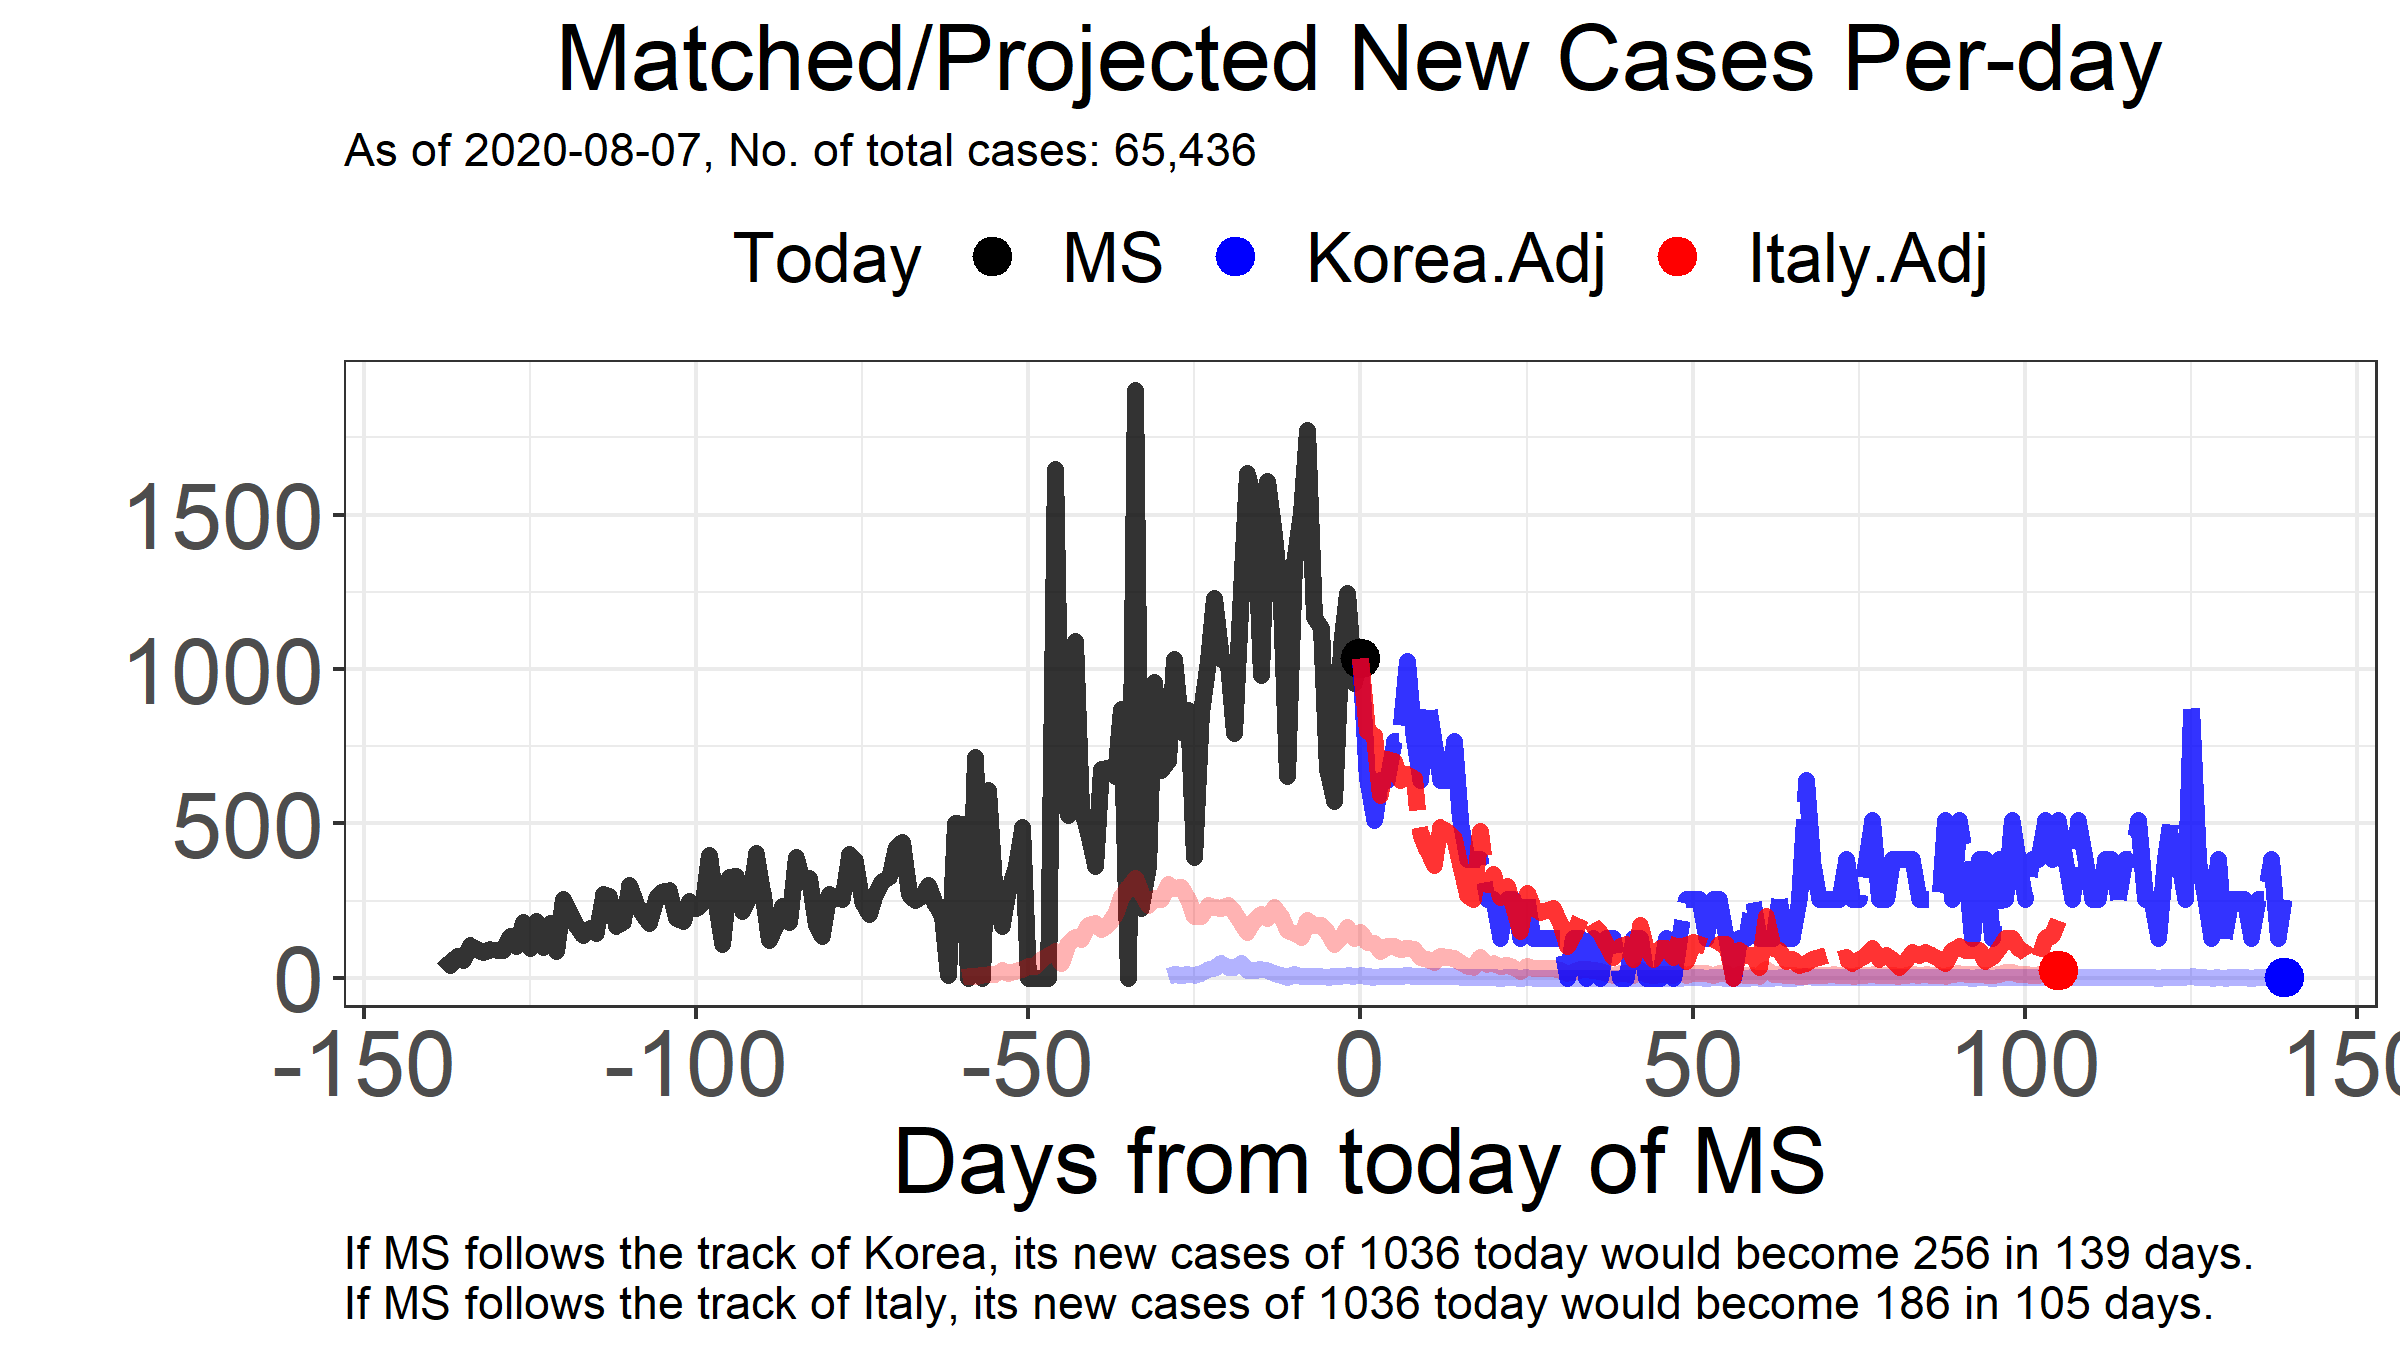 Matched/Projected New Cases Per-day
As of 2020-08-07, No. of total cases: 65,436
Today MS Korea.Adj Italy.Adj
1500
1000
500
0
-150 -100 -50 0 50 100 150
Days from today of MS
If MS follows the track of Korea, its new cases of 1036 today would become 256 in 139 days.
If MS follows the track of Italy, its new cases of 1036 today would become 186 in 105 days.